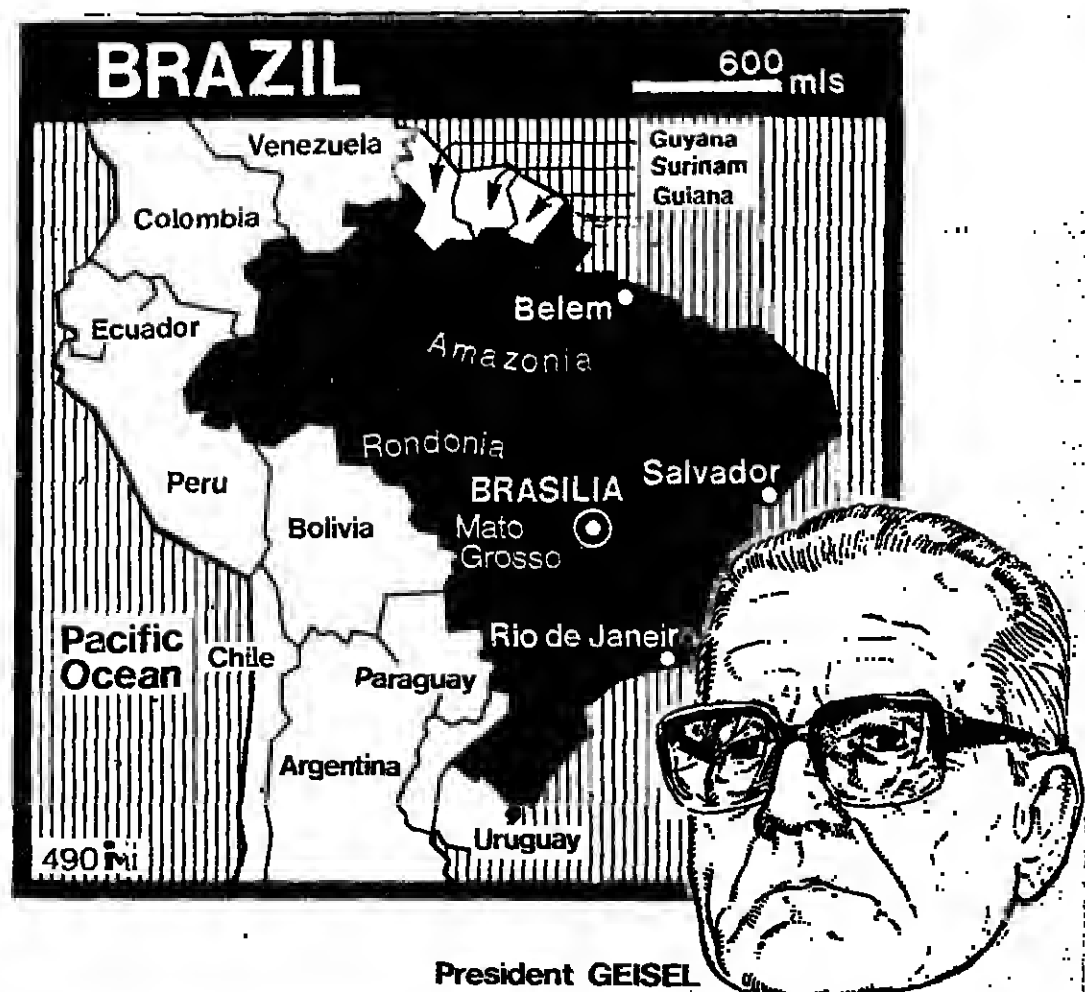 BRAZIL
600
mls
Venezuela
Guyana
Surinam
Guiana
Colombia
Belem
Ecuador
Amazonia
Rondonia
Salvador
Peru
BRASILIA
Bolivia
Mato
Grosso
Pacific
Ocean
Chile
Rio de Janeiro
Paraguay
Argentina
Uruguay
490
President GEISEL